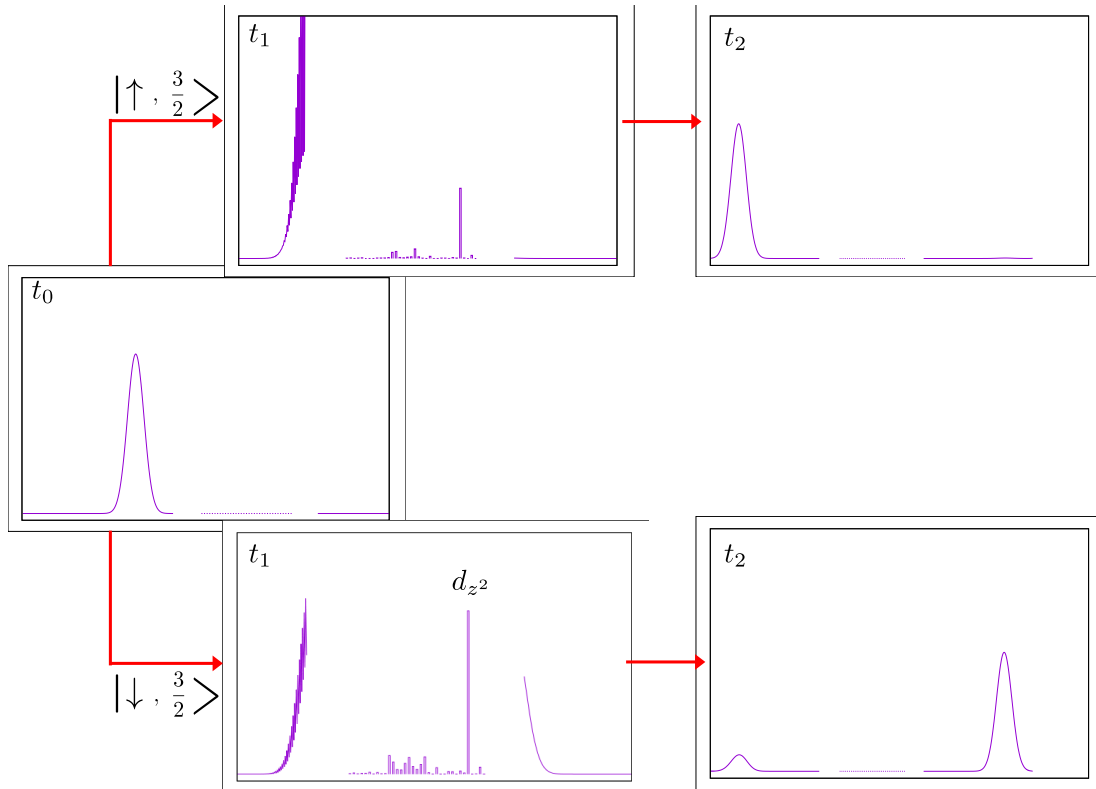 t₁
t₂
|↑, 3/2⟩
t₀
t₁
t₂
d_{z²}
|↓, 3/2⟩